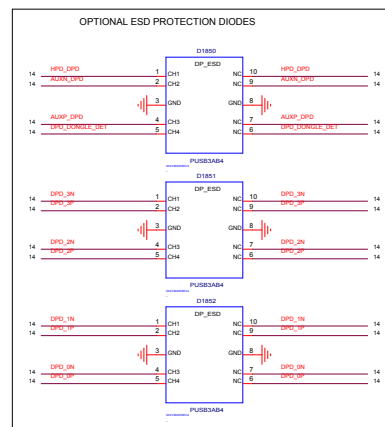 OPTIONAL ESD PROTECTION DIODES
D1850
DP_ESD
14 HPD_DPD 1 CH1 NC 10 HPD_DPD 14
14 AUXN_DPD 2 CH2 NC 9 AUXN_DPD 14
3 GND GND 8
14 AUXP_DPD 4 CH3 NC 7 AUXP_DPD 14
14 DPD_DONGLE_DET 5 CH4 NC 6 DPD_DONGLE_DET 14
PUSB3AB4
D1851
DP_ESD
14 DPD_3N 1 CH1 NC 10 DPD_3N 14
14 DPD_3P 2 CH2 NC 9 DPD_3P 14
3 GND GND 8
14 DPD_2N 4 CH3 NC 7 DPD_2N 14
14 DPD_2P 5 CH4 NC 6 DPD_2P 14
PUSB3AB4
D1852
DP_ESD
14 DPD_1N 1 CH1 NC 10 DPD_1N 14
14 DPD_1P 2 CH2 NC 9 DPD_1P 14
3 GND GND 8
14 DPD_0N 4 CH3 NC 7 DPD_0N 14
14 DPD_0P 5 CH4 NC 6 DPD_0P 14
PUSB3AB4